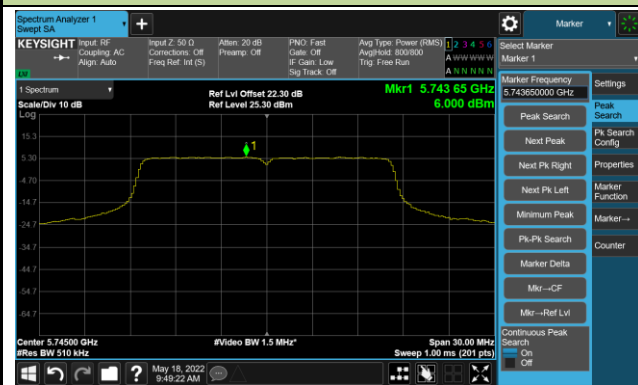 Spectrum Analyzer 1
Swept SA
+
Marker
KEYSIGHT
Input: RF
Coupling: AC
Align: Auto
Input Z: 50 Ω
Corrections: Off
Freq Ref: Int (S)
Atten: 20 dB
Preamp: Off
PNO: Fast
Gate: Off
IF Gain: Low
Sig Track: Off
Avg Type: Power (RMS)
Avg|Hold: 800/800
Trig: Free Run
1 2 3 4 5 6
A W W W W W
A N N N N N
Select Marker
Marker 1
1 Spectrum
Scale/Div 10 dB
Log
Ref Lvl Offset 22.30 dB
Ref Level 25.30 dBm
Mkr1 5.743 65 GHz
6.000 dBm
15.3
5.30
-4.70
-14.7
-24.7
-34.7
-44.7
-54.7
-64.7
1
Center 5.74500 GHz
#Res BW 510 kHz
#Video BW 1.5 MHz*
Span 30.00 MHz
Sweep 1.00 ms (201 pts)
Marker Frequency
5.743650000 GHz
Peak Search
Next Peak
Next Pk Right
Next Pk Left
Minimum Peak
Pk-Pk Search
Marker Delta
Mkr→CF
Mkr→Ref Lvl
Continuous Peak
Search
On
Off
Settings
Peak
Search
Pk Search
Config
Properties
Marker
Function
Marker→
Counter
?
May 18, 2022
9:49:22 AM